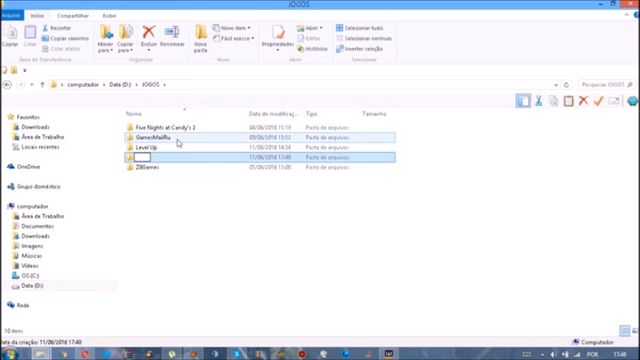 JOGOS
Arquivo Início Compartilhar Exibir
Copiar Colar Recortar Copiar caminho Colar atalho Mover para Copiar para Excluir Renomear Nova pasta Novo item Fácil acesso Propriedades Abrir Editar Histórico Selecionar tudo Selecionar nenhum Inverter seleção
Área de Transferência Organizar Novo Abrir Selecionar
computador Data (D:) JOGOS Pesquisar JOGOS
Nome Data de modificaç... Tipo Tamanho
Favoritos
Downloads
Área de Trabalho
Locais recentes
OneDrive
Grupo doméstico
computador
Área de Trabalho
Documentos
Downloads
Imagens
Músicas
Vídeos
OS (C:)
Data (D:)
Rede
Five Nights at Candy's 2 06/06/2016 15:18 Pasta de arquivos
GamesMailRu 09/06/2016 13:52 Pasta de arquivos
Level Up 11/06/2016 14:34 Pasta de arquivos
11/06/2016 17:48 Pasta de arquivos
Z8Games 05/06/2016 13:08 Pasta de arquivos
10 itens
Data da criação: 11/06/2016 17:48 Computador
POR 17:48